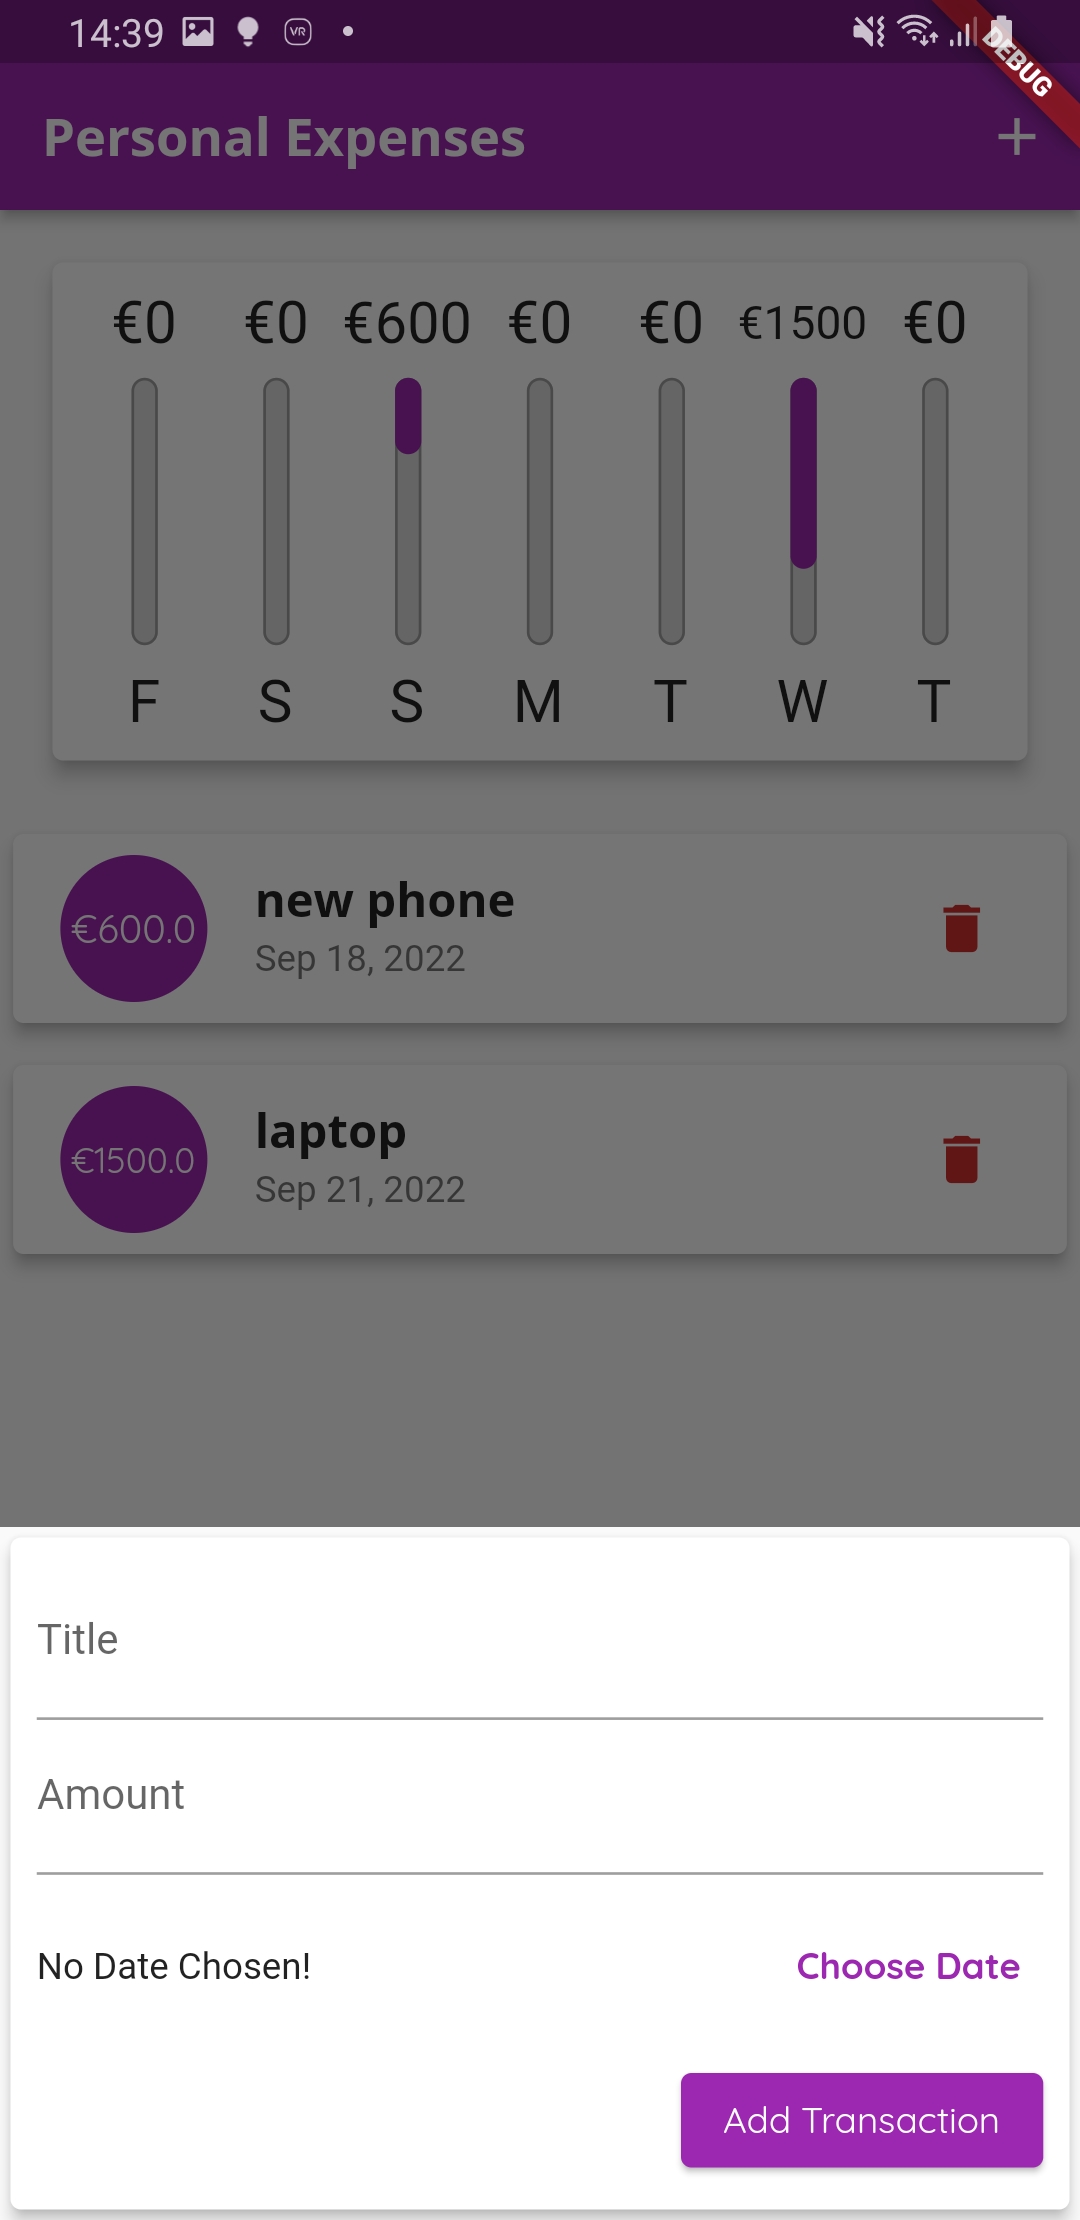 14:39 VR
DEBUG
Personal Expenses
€0 €0 €600 €0 €0 €1500 €0
F S S M T W T
€600.0
new phone
Sep 18, 2022
€1500.0
laptop
Sep 21, 2022
Title
Amount
No Date Chosen! Choose Date
Add Transaction